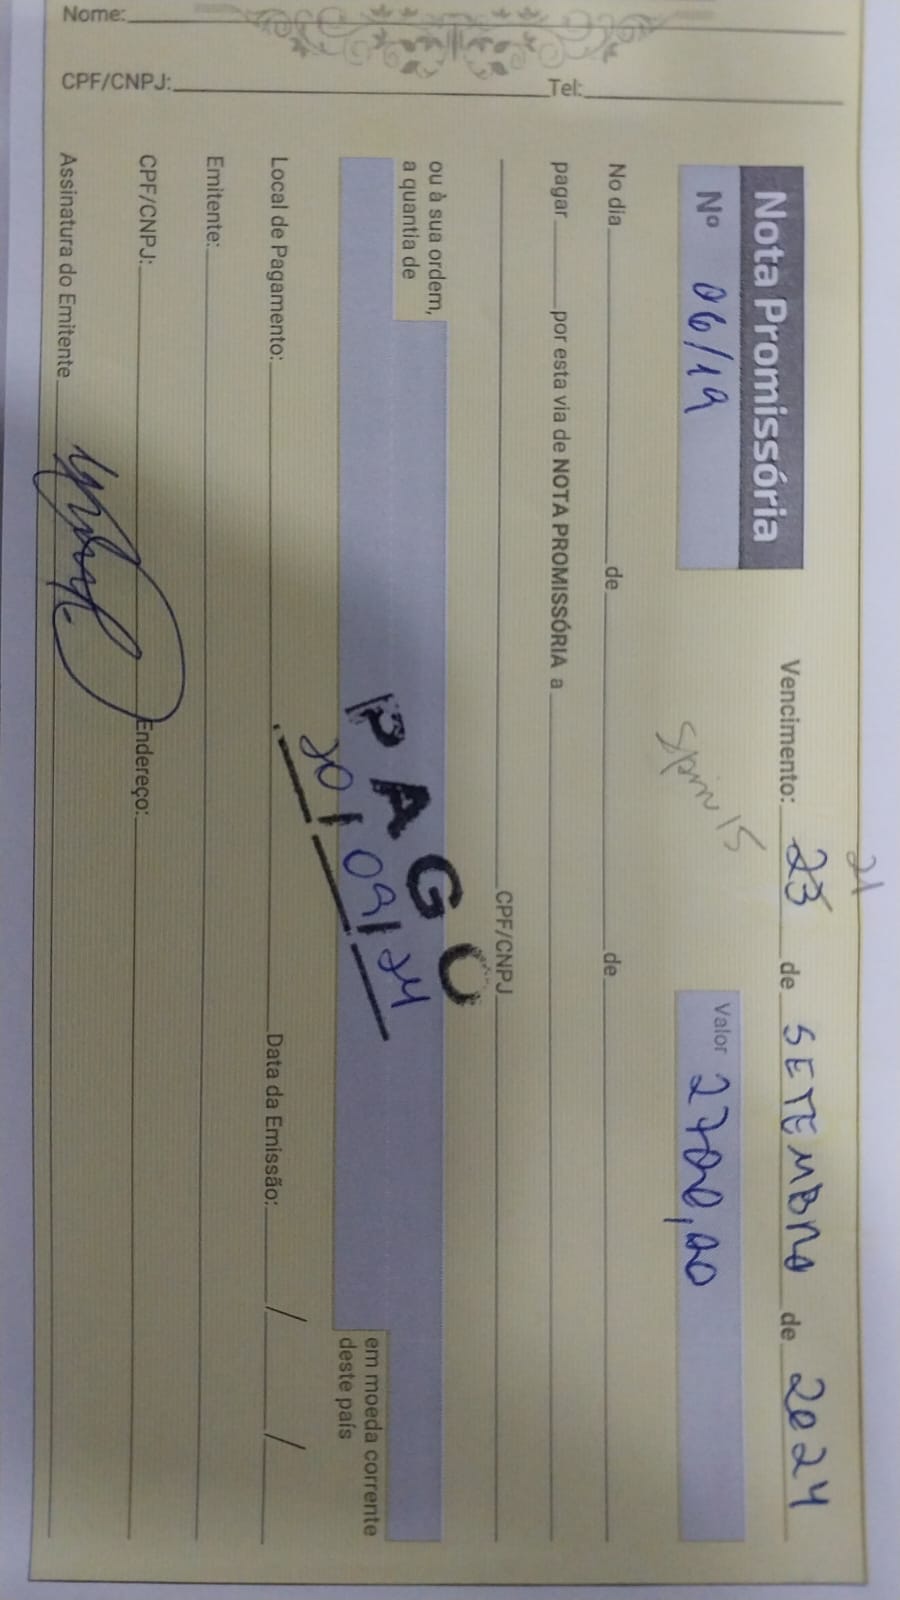 Nota Promissória
Vencimento: 23 de SETEMBRO de 2024
21
Nº 06/19
Spin 15
Valor 2700,00
No dia de de
pagar por esta via de NOTA PROMISSÓRIA a
CPF/CNPJ
ou à sua ordem,
a quantia de
em moeda corrente
deste país
PAGO
20/09/24
Local de Pagamento: Data da Emissão: / /
Emitente:
CPF/CNPJ: Endereço:
Assinatura do Emitente
Nome:
CPF/CNPJ: Tel: